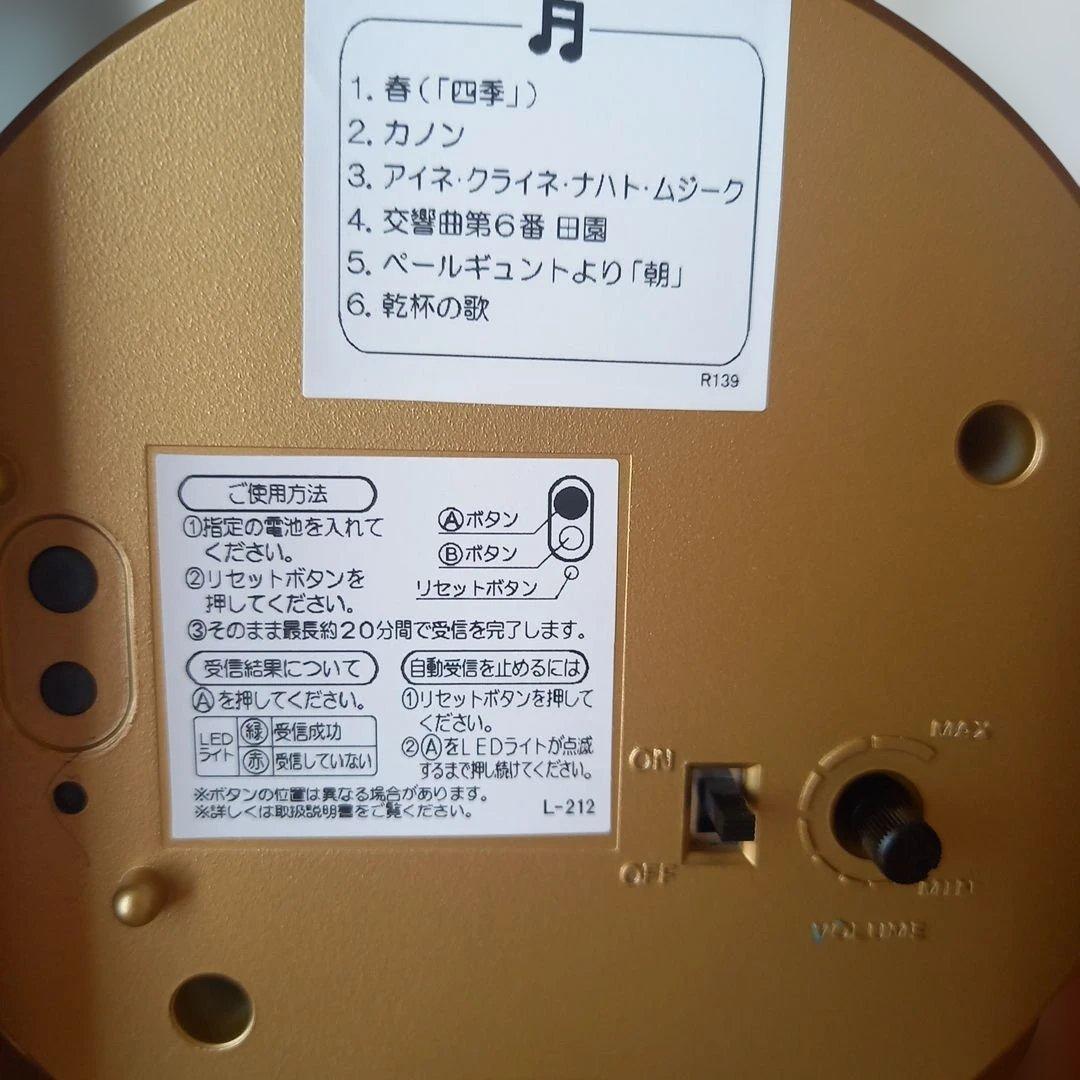 月
1. 春(「四季」)
2. カノン
3. アイネ・クライネ・ナハト・ムジーク
4. 交響曲第6番 田園
5. ペールギュントより「朝」
6. 乾杯の歌
R139
ご使用方法
①指定の電池を入れて
ください。
②リセットボタンを
押してください。
③そのまま最長約20分間で受信を完了します。
Ⓐボタン
Ⓑボタン
リセットボタン
受信結果について
Ⓐを押してください。
LED
ライト
緑 受信成功
赤 受信していない
自動受信を止めるには
①リセットボタンを押して
ください。
②ⒶをLEDライトが点滅
するまで押し続けてください。
※ボタンの位置は異なる場合があります。
※詳しくは取扱説明書をご覧ください。
L-212
ON
OFF
MAX
MIN
VOLUME